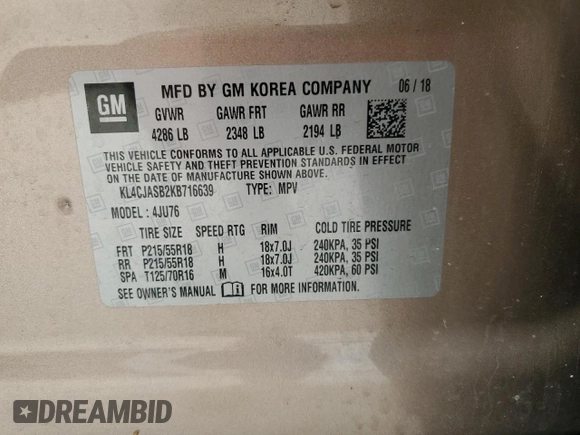 GM
MFD BY GM KOREA COMPANY 06 / 18
GVWR GAWR FRT GAWR RR
4286 LB 2348 LB 2194 LB
THIS VEHICLE CONFORMS TO ALL APPLICABLE U.S. FEDERAL MOTOR
VEHICLE SAFETY AND THEFT PREVENTION STANDARDS IN EFFECT
ON THE DATE OF MANUFACTURE SHOWN ABOVE.
KL4CJASB2KB716639 TYPE: MPV
MODEL : 4JU76
TIRE SIZE SPEED RTG RIM COLD TIRE PRESSURE
FRT P215/55R18 H 18x7.0J 240KPA, 35 PSI
RR P215/55R18 H 18x7.0J 240KPA, 35 PSI
SPA T125/70R16 M 16x4.0T 420KPA, 60 PSI
SEE OWNER'S MANUAL FOR MORE INFORMATION.
DREAMBID